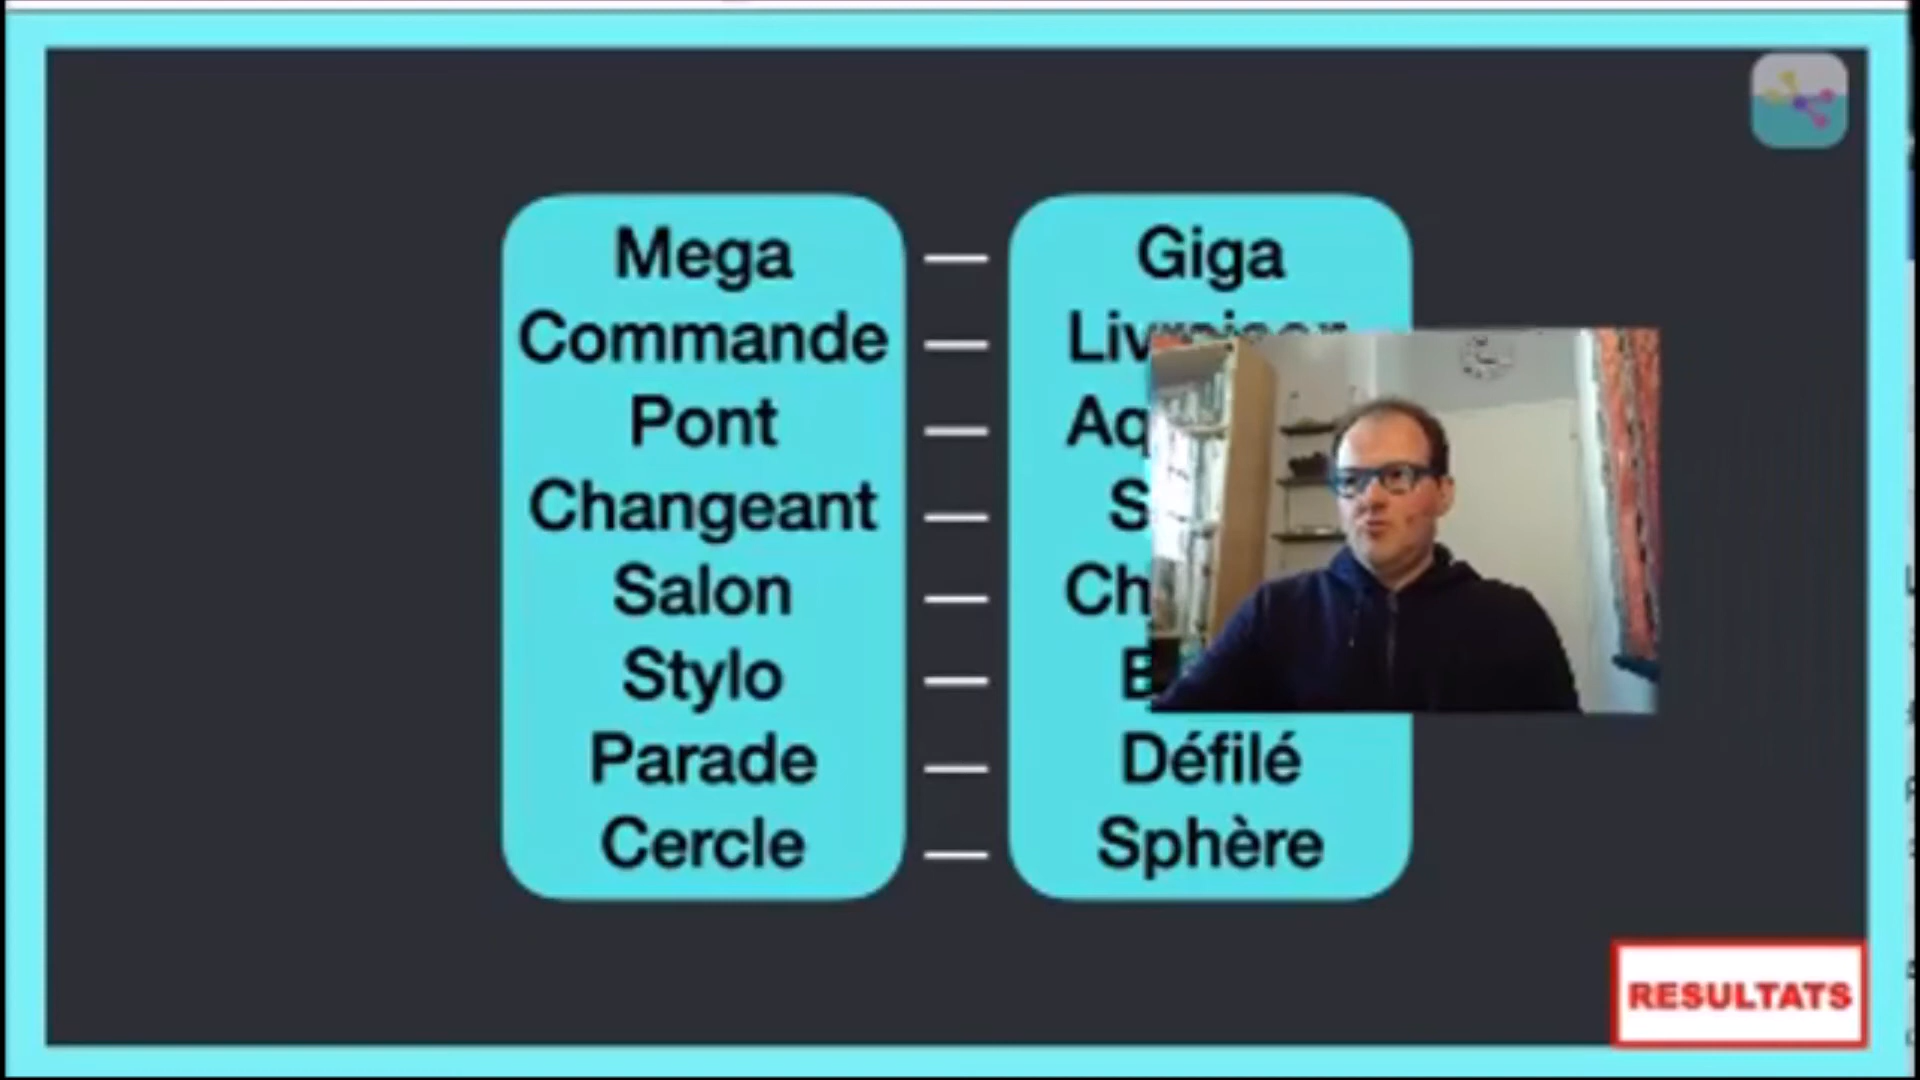 Mega — Giga
Commande —
Pont —
Changeant —
Salon —
Stylo —
Parade — Défilé
Cercle — Sphère
RESULTATS